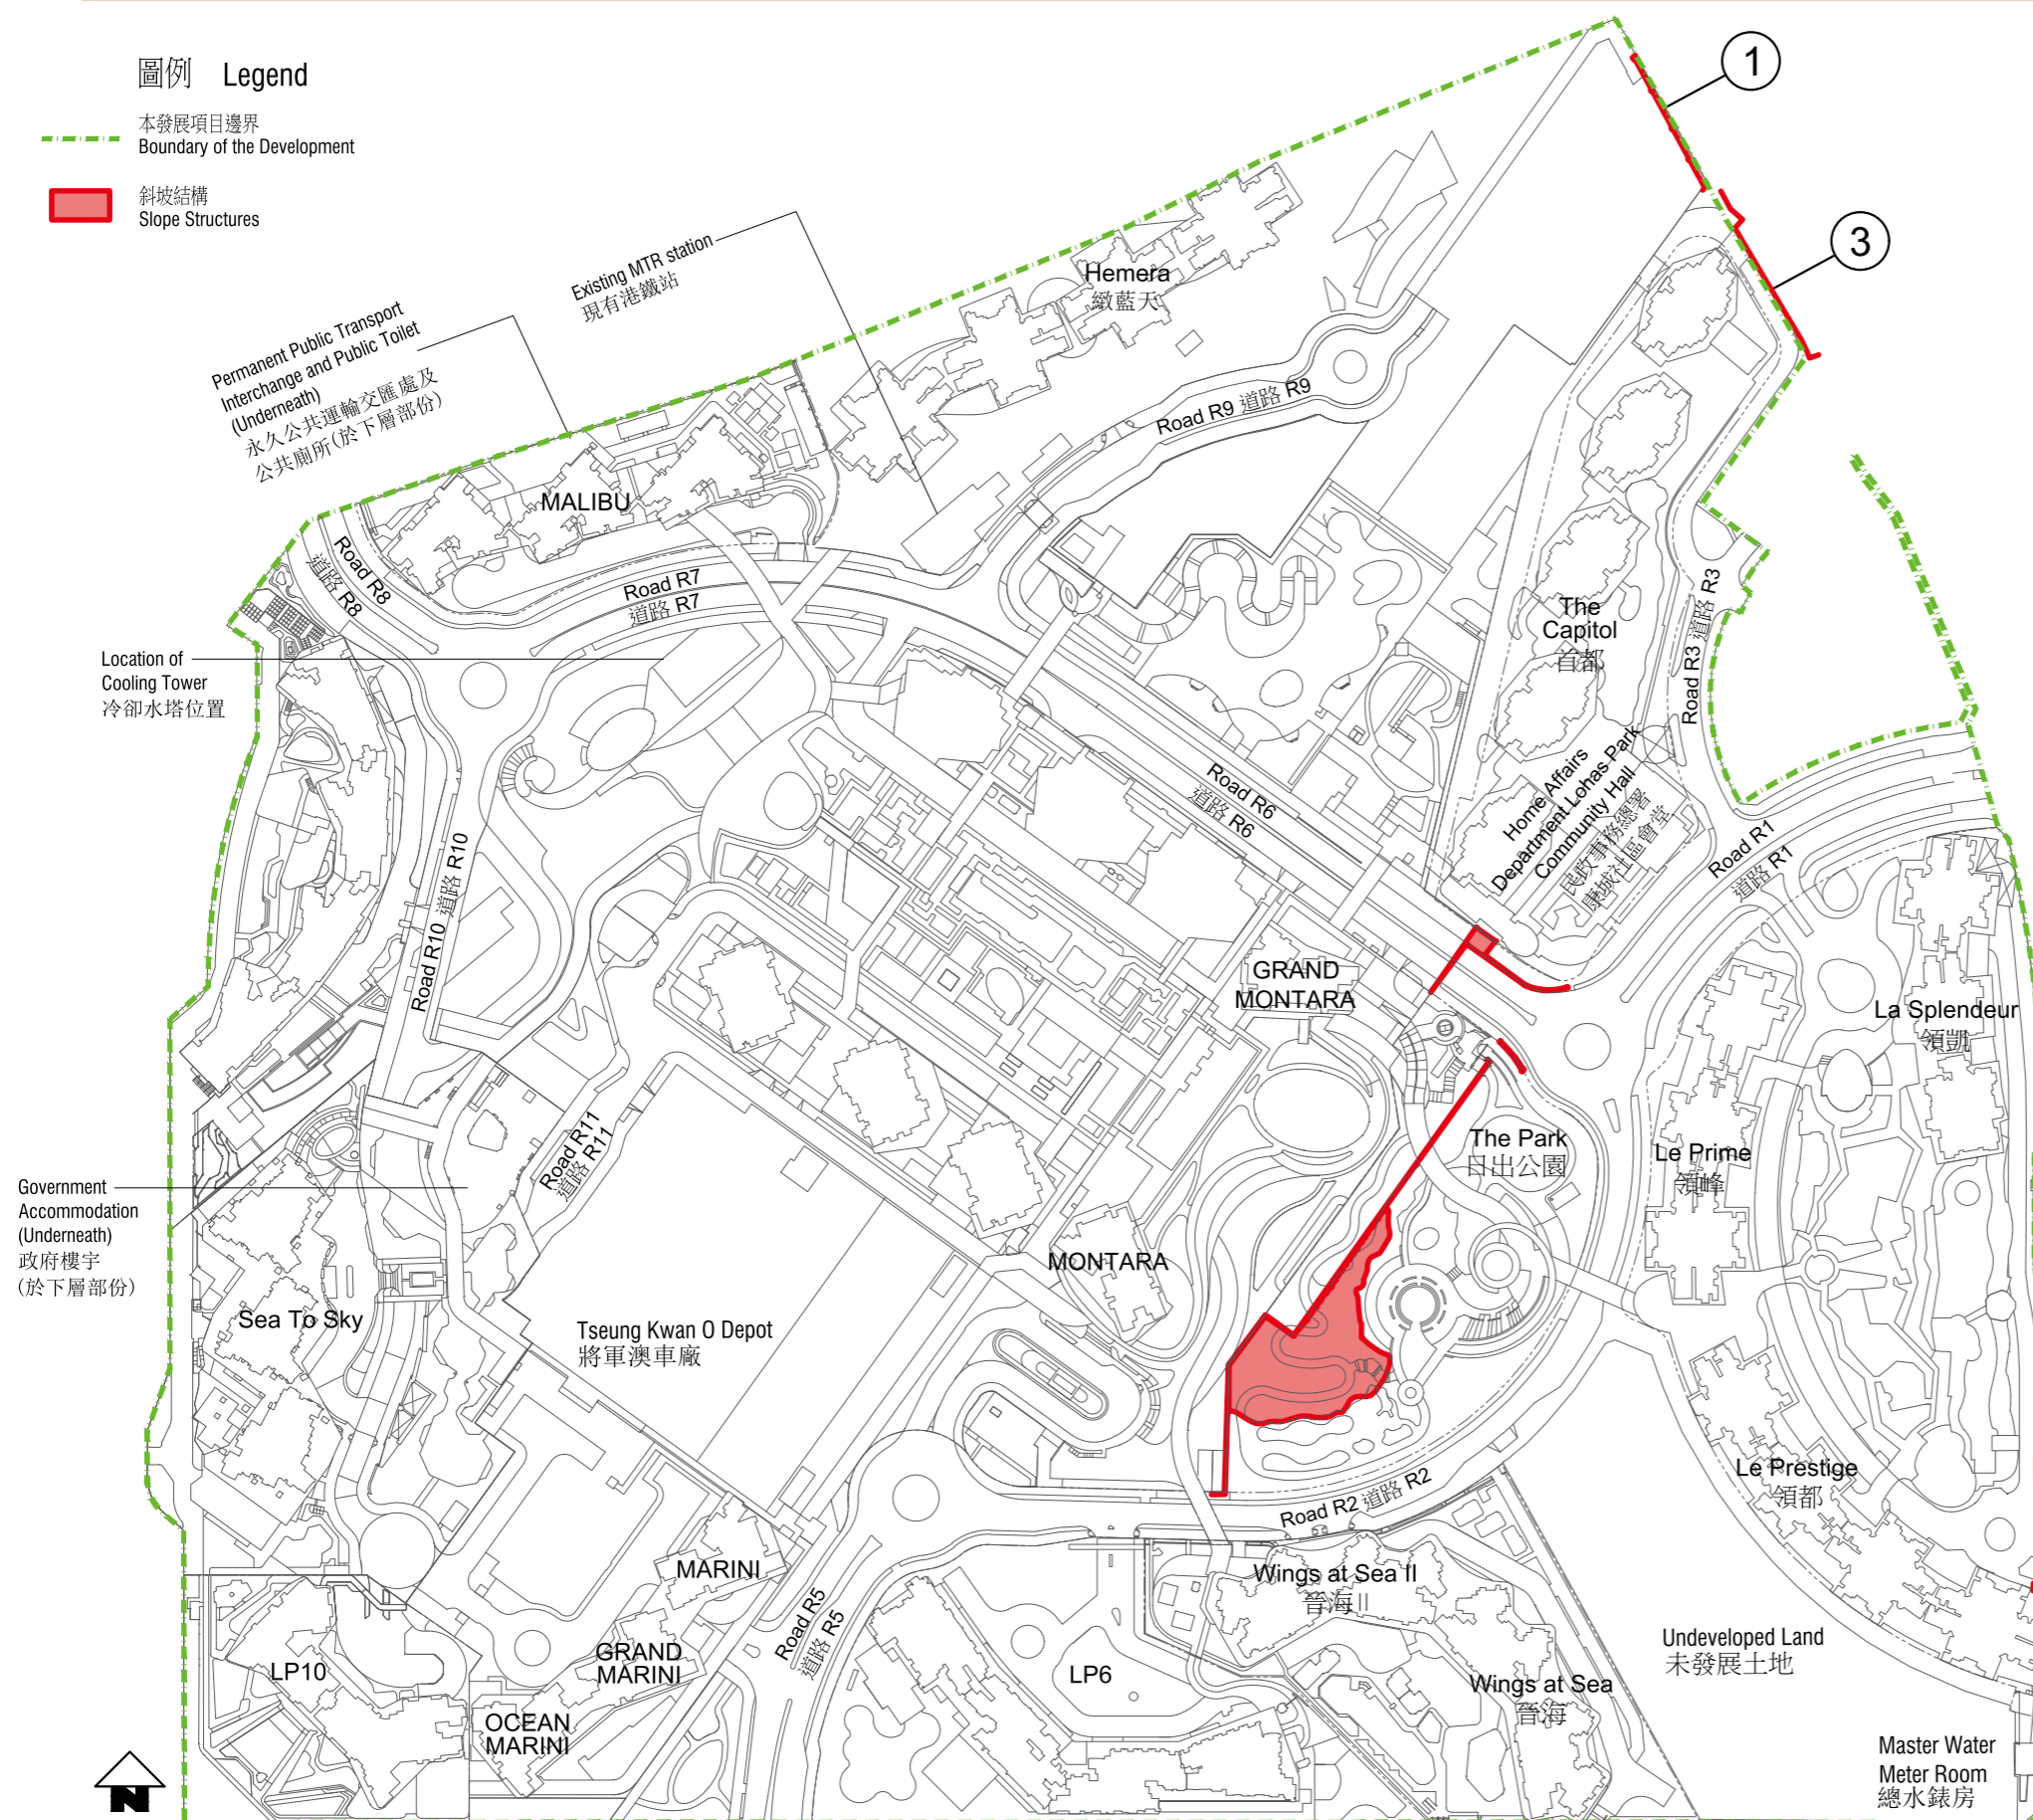 圖例 Legend
本發展項目邊界
Boundary of the Development
斜坡結構
Slope Structures
1
3
Existing MTR station
現有港鐵站
Permanent Public Transport
Interchange and Public Toilet
(Underneath)
永久公共運輸交匯處及
公共廁所(於下層部份)
Hemera
緻藍天
Road R9 道路 R9
MALIBU
Road R8
道路 R8
Road R7
道路 R7
Location of
Cooling Tower
冷卻水塔位置
The
Capitol
首都
Road R3 道路 R3
Home Affairs
Department Lohas Park
Community Hall
民政事務總署
康城社區會堂
Road R6
道路 R6
Road R1
道路 R1
Road R10 道路 R10
GRAND
MONTARA
La Splendeur
領凱
Road R11
道路 R11
The Park
日出公園
Le Prime
領峰
Government
Accommodation
(Underneath)
政府樓宇
(於下層部份)
MONTARA
Sea To Sky
Tseung Kwan O Depot
將軍澳車廠
Le Prestige
領都
Road R2 道路 R2
MARINI
Wings at Sea II
晉海II
Road R5
道路 R5
GRAND
MARINI
LP10
LP6
Undeveloped Land
未發展土地
Wings at Sea
晉海
OCEAN
MARINI
Master Water
Meter Room
總水錶房
N